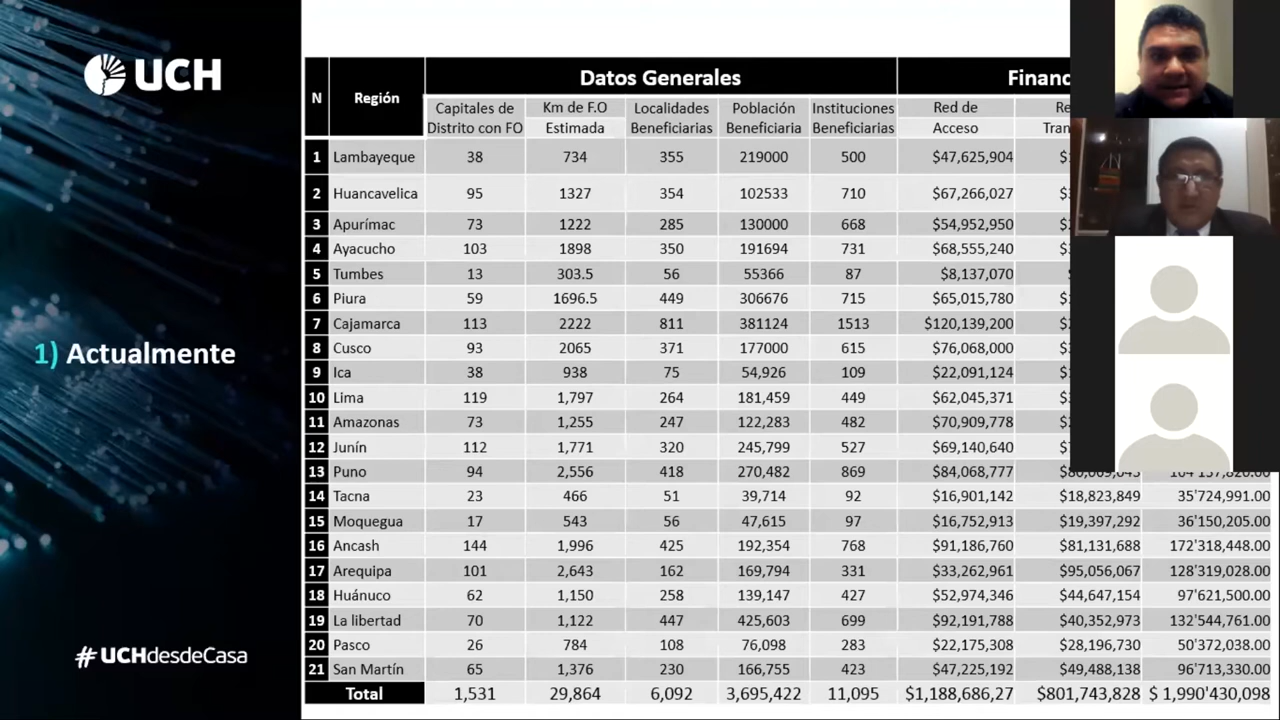 UCH
1) Actualmente
#UCHdesdeCasa
N Región Datos Generales
Capitales de Distrito con FO Km de F.O Estimada Localidades Beneficiarias Población Beneficiaria Instituciones Beneficiarias Red de Acceso
1 Lambayeque 38 734 355 219000 500 $47,625,904
2 Huancavelica 95 1327 354 102533 710 $67,266,027
3 Apurímac 73 1222 285 130000 668 $54,952,950
4 Ayacucho 103 1898 350 191694 731 $68,555,240
5 Tumbes 13 303.5 56 55366 87 $8,137,070
6 Piura 59 1696.5 449 306676 715 $65,015,780
7 Cajamarca 113 2222 811 381124 1513 $120,139,200
8 Cusco 93 2065 371 177000 615 $76,068,000
9 Ica 38 938 75 54,926 109 $22,091,124
10 Lima 119 1,797 264 181,459 449 $62,045,371
11 Amazonas 73 1,255 247 122,283 482 $70,909,778
12 Junín 112 1,771 320 245,799 527 $69,140,640
13 Puno 94 2,556 418 270,482 869 $84,068,777
14 Tacna 23 466 51 39,714 92 $16,901,142 $18,823,849 35'724,991.00
15 Moquegua 17 543 56 47,615 97 $16,752,913 $19,397,292 36'150,205.00
16 Ancash 144 1,996 425 192,354 768 $91,186,760 $81,131,688 172'318,448.00
17 Arequipa 101 2,643 162 169,794 331 $33,262,961 $95,056,067 128'319,028.00
18 Huánuco 62 1,150 258 139,147 427 $52,974,346 $44,647,154 97'621,500.00
19 La libertad 70 1,122 447 425,603 699 $92,191,788 $40,352,973 132'544,761.00
20 Pasco 26 784 108 76,098 283 $22,175,308 $28,196,730 50'372,038.00
21 San Martín 65 1,376 230 166,755 423 $47,225,192 $49,488,138 96'713,330.00
Total 1,531 29,864 6,092 3,695,422 11,095 $1,188,686,27 $801,743,828 $ 1,990'430,098